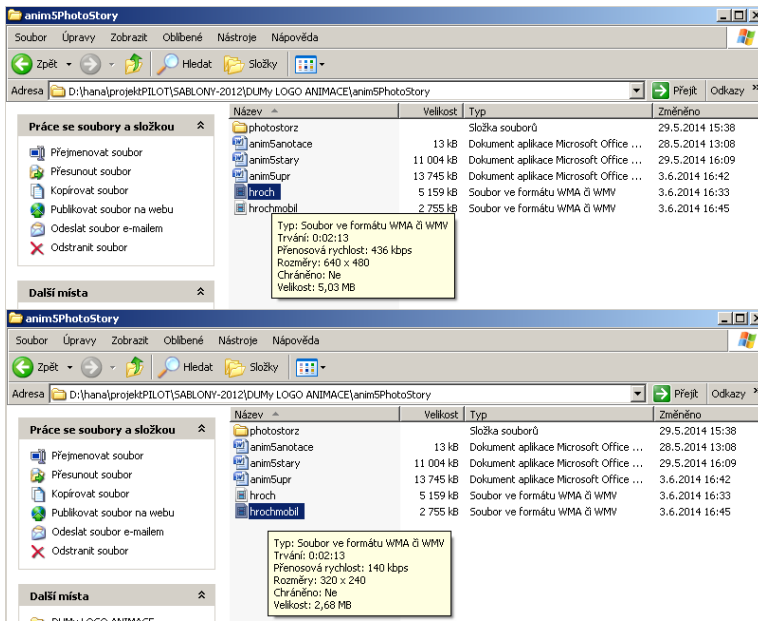 anim5PhotoStory
Soubor Úpravy Zobrazit Oblíbené Nástroje Nápověda
Zpět Hledat Složky
Adresa D:\hana\projektPILOT\SABLONY-2012\DUMy LOGO ANIMACE\anim5PhotoStory Přejít Odkazy »
Název Velikost Typ Změněno
Práce se soubory a složkou
Přejmenovat soubor
Přesunout soubor
Kopírovat soubor
Publikovat soubor na webu
Odeslat soubor e-mailem
Odstranit soubor
Další místa
photostorz Složka souborů 29.5.2014 15:38
anim5anotace 13 kB Dokument aplikace Microsoft Office ... 28.5.2014 13:08
anim5stary 11 004 kB Dokument aplikace Microsoft Office ... 29.5.2014 16:09
anim5upr 13 745 kB Dokument aplikace Microsoft Office ... 3.6.2014 16:42
hroch 5 159 kB Soubor ve formátu WMA či WMV 3.6.2014 16:33
hrochmobil 2 755 kB Soubor ve formátu WMA či WMV 3.6.2014 16:45
Typ: Soubor ve formátu WMA či WMV
Trvání: 0:02:13
Přenosová rychlost: 436 kbps
Rozměry: 640 x 480
Chráněno: Ne
Velikost: 5,03 MB
anim5PhotoStory
Soubor Úpravy Zobrazit Oblíbené Nástroje Nápověda
Zpět Hledat Složky
Adresa D:\hana\projektPILOT\SABLONY-2012\DUMy LOGO ANIMACE\anim5PhotoStory Přejít Odkazy »
Název Velikost Typ Změněno
Práce se soubory a složkou
Přejmenovat soubor
Přesunout soubor
Kopírovat soubor
Publikovat soubor na webu
Odeslat soubor e-mailem
Odstranit soubor
Další místa
DUMy LOGO ANIMACE
photostorz Složka souborů 29.5.2014 15:38
anim5anotace 13 kB Dokument aplikace Microsoft Office ... 28.5.2014 13:08
anim5stary 11 004 kB Dokument aplikace Microsoft Office ... 29.5.2014 16:09
anim5upr 13 745 kB Dokument aplikace Microsoft Office ... 3.6.2014 16:42
hroch 5 159 kB Soubor ve formátu WMA či WMV 3.6.2014 16:33
hrochmobil 2 755 kB Soubor ve formátu WMA či WMV 3.6.2014 16:45
Typ: Soubor ve formátu WMA či WMV
Trvání: 0:02:13
Přenosová rychlost: 140 kbps
Rozměry: 320 x 240
Chráněno: Ne
Velikost: 2,68 MB